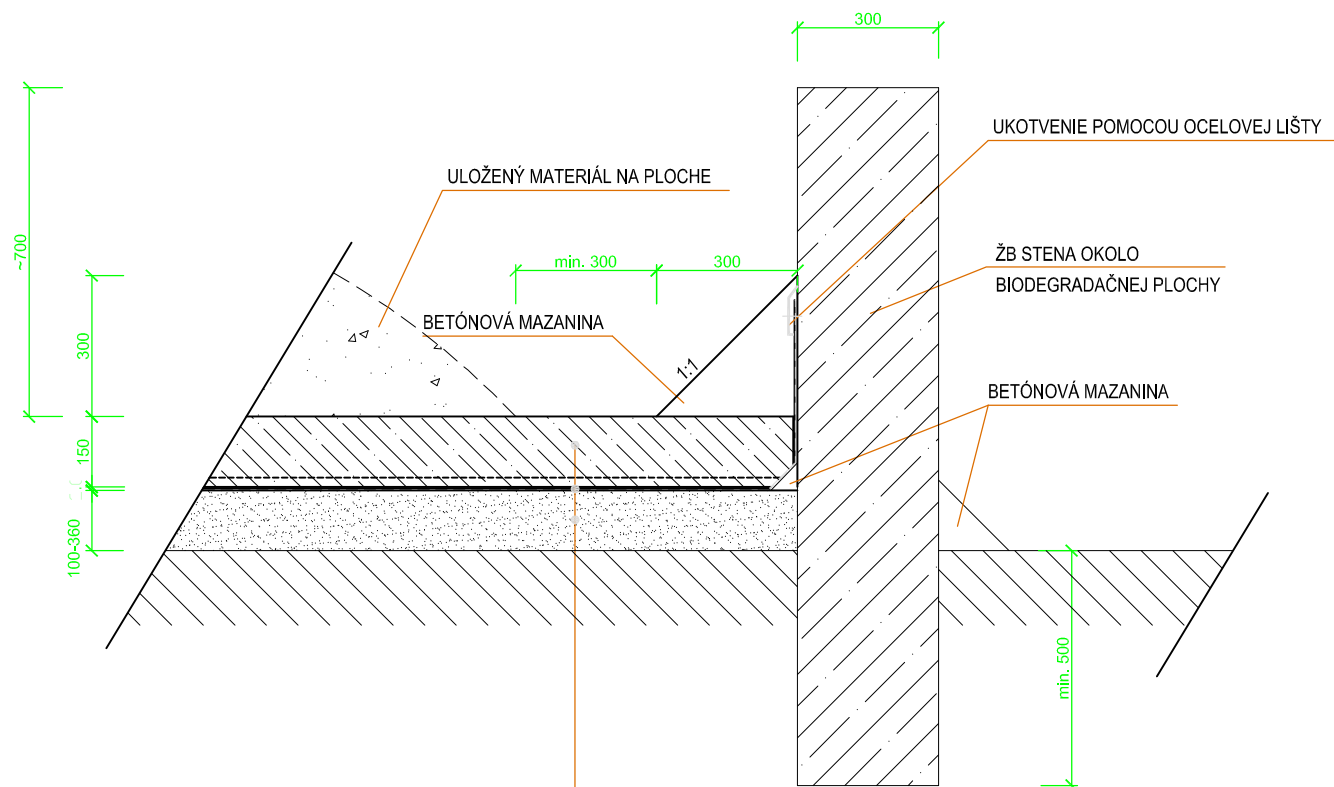 300
UKOTVENIE POMOCOU OCELOVEJ LIŠTY
ULOŽENÝ MATERIÁL NA PLOCHE
~700
min. 300
300
ŽB STENA OKOLO
BIODEGRADAČNEJ PLOCHY
300
BETÓNOVÁ MAZANINA
1:1
BETÓNOVÁ MAZANINA
150
100-360
min. 500